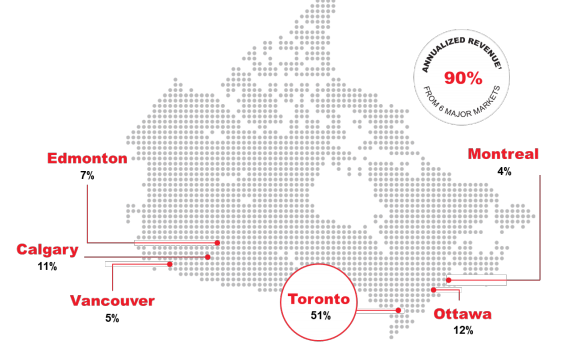 ANNUALIZED REVENUE¹
90%
FROM 6 MAJOR MARKETS
Edmonton
7%
Montreal
4%
Calgary
11%
Vancouver
5%
Toronto
51%
Ottawa
12%